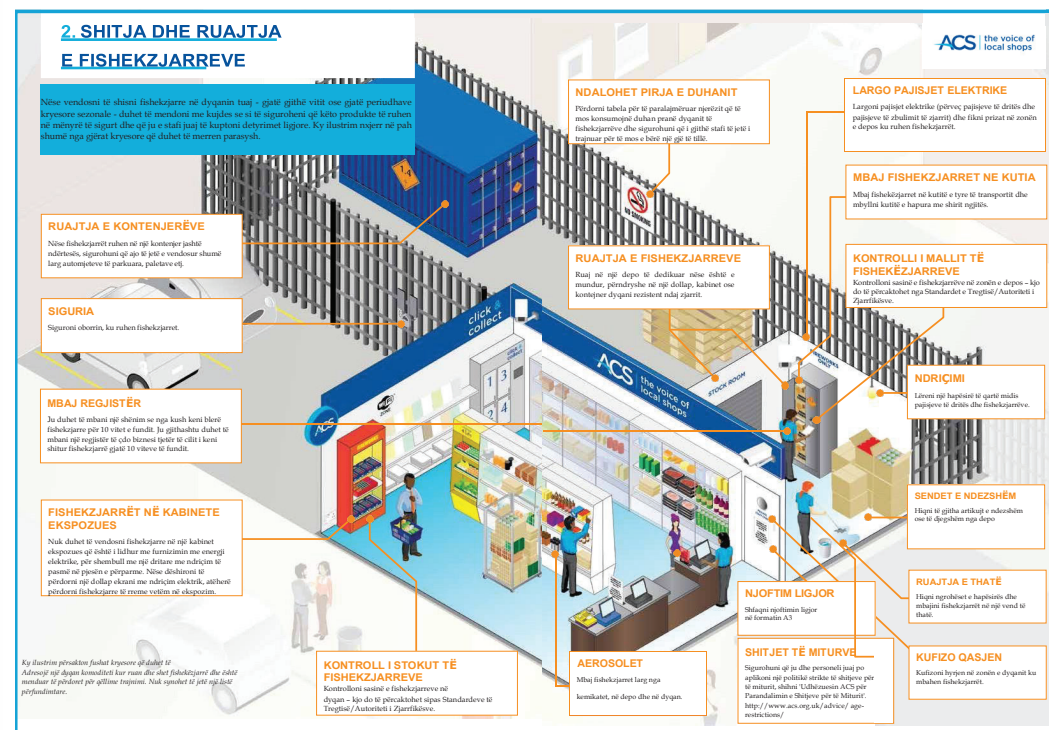 2. SHITJA DHE RUAJTJA
E FISHEKZJARREVE
Nëse vendosni të shisni fishekzjarre në dyqanin tuaj - gjatë gjithë vitit ose gjatë periudhave
kryesore sezonale - duhet të mendoni me kujdes se si të siguroheni që këto produkte të ruhen
në mënyrë të sigurt dhe që ju e stafi juaj të kuptoni detyrimet ligjore. Ky ilustrim nxjerr në pah
shumë nga gjërat kryesore që duhet të merren parasysh.
ACS the voice of
local shops
NDALOHET PIRJA E DUHANIT
Përdorni tabela për të paralajmëruar njerëzit që të
mos konsumojnë duhan pranë dyqanit të
fishekzjarrëve dhe sigurohuni që i gjithë stafi të jetë i
trajnuar për të mos e bërë një gjë të tillë.
LARGO PAJISJET ELEKTRIKE
Largoni pajisjet elektrike (përveç pajisjeve të dritës dhe
pajisjeve të zbulimit të zjarrit) dhe fikni prizat në zonën
e depos ku ruhen fishekzjarrët.
MBAJ FISHEKZJARRET NE KUTIA
Mbaj fishekëzjarret në kutitë e tyre të transportit dhe
mbyllni kutitë e hapura me shirit ngjitës.
RUAJTJA E KONTENJERËVE
Nëse fishekzjarrët ruhen në një kontenjer jashtë
ndërtesës, sigurohuni që ajo të jetë e vendosur shumë
larg automjeteve të parkuara, paletave etj.
RUAJTJA E FISHEKZJARREVE
Ruaj në një depo të dedikuar nëse është e
mundur, përndryshe në një dollap, kabinet ose
kontejner dyqani rezistent ndaj zjarrit.
KONTROLLI I MALLIT TË
FISHEKËZJARREVE
Kontrolloni sasinë e fishekzjarrëve në zonën e depos – kjo
do të përcaktohet nga Standardet e Tregtisë/Autoriteti i
Zjarrfikësve.
SIGURIA
Siguroni oborrin, ku ruhen fishekzjarret.
1.4
NO SMOKING
click &
collect
CLICK &
COLLECT
1 3
2 4
ACS the voice of
local shops
STOCK ROOM
FIREWORKS
ONLY
ACS
NDRIÇIMI
Lëreni një hapësirë të qartë midis
pajisjeve të dritës dhe fishekzjarrëve.
MBAJ REGJISTËR
Ju duhet të mbani një shënim se nga kush keni blerë
fishekzjarre për 10 vitet e fundit. Ju gjithashtu duhet të
mbani një regjistër të çdo biznesi tjetër të cilit i keni
shitur fishekzjarrë gjatë 10 viteve të fundit.
FISHEKZJARRËT NË KABINETE
EKSPOZUES
Nuk duhet të vendosni fishekzjarre në një kabinet
ekspozues që është i lidhur me furnizimin me energji
elektrike, për shembull me një dritare me ndriçim të
pasmë në pjesën e përparme. Nëse dëshironi të
përdorni një dollap ekrani me ndriçim elektrik, atëherë
përdorni fishekzjarre të rreme vetëm në ekspozim.
SENDET E NDEZSHËM
Hiqni të gjitha artikujt e ndezshëm
ose të djegshëm nga depo
RUAJTJA E THATË
Hiqni ngrohëset e hapësirës dhe
mbajini fishekzjarrët në një vend të
thatë.
NJOFTIM LIGJOR
Shfaqni njoftimin ligjor
në formatin A3
SHITJET TË MITURVE
Sigurohuni që ju dhe personeli juaj po
aplikoni një politikë strikte të shitjeve për
të miturit, shihni 'Udhëzuesin ACS për
Parandalimin e Shitjeve për të Miturit'.
http://www.acs.org.uk/advice/ age-
restrictions/
KUFIZO QASJEN
Kufizoni hyrjen në zonën e dyqanit ku
mbahen fishekzjarrët.
AEROSOLET
Mbaj fishekzjarret larg nga
kemikatet, në depo dhe në dyqan.
KONTROLL I STOKUT TË
FISHEKZJARREVE
Kontrolloni sasinë e fishekzjarreve në
dyqan – kjo do të përcaktohet sipas Standardeve të
Tregtisë/Autoriteti i Zjarrfikësve.
Ky ilustrim përsakton fushat kryesore që duhet të
Adresojë një dyqan komoditeti kur ruan dhe shet fishekëzjarrë dhe është
menduar të përdoret për qëllime trajnimi. Nuk synohet të jetë një listë
përfundimtare.